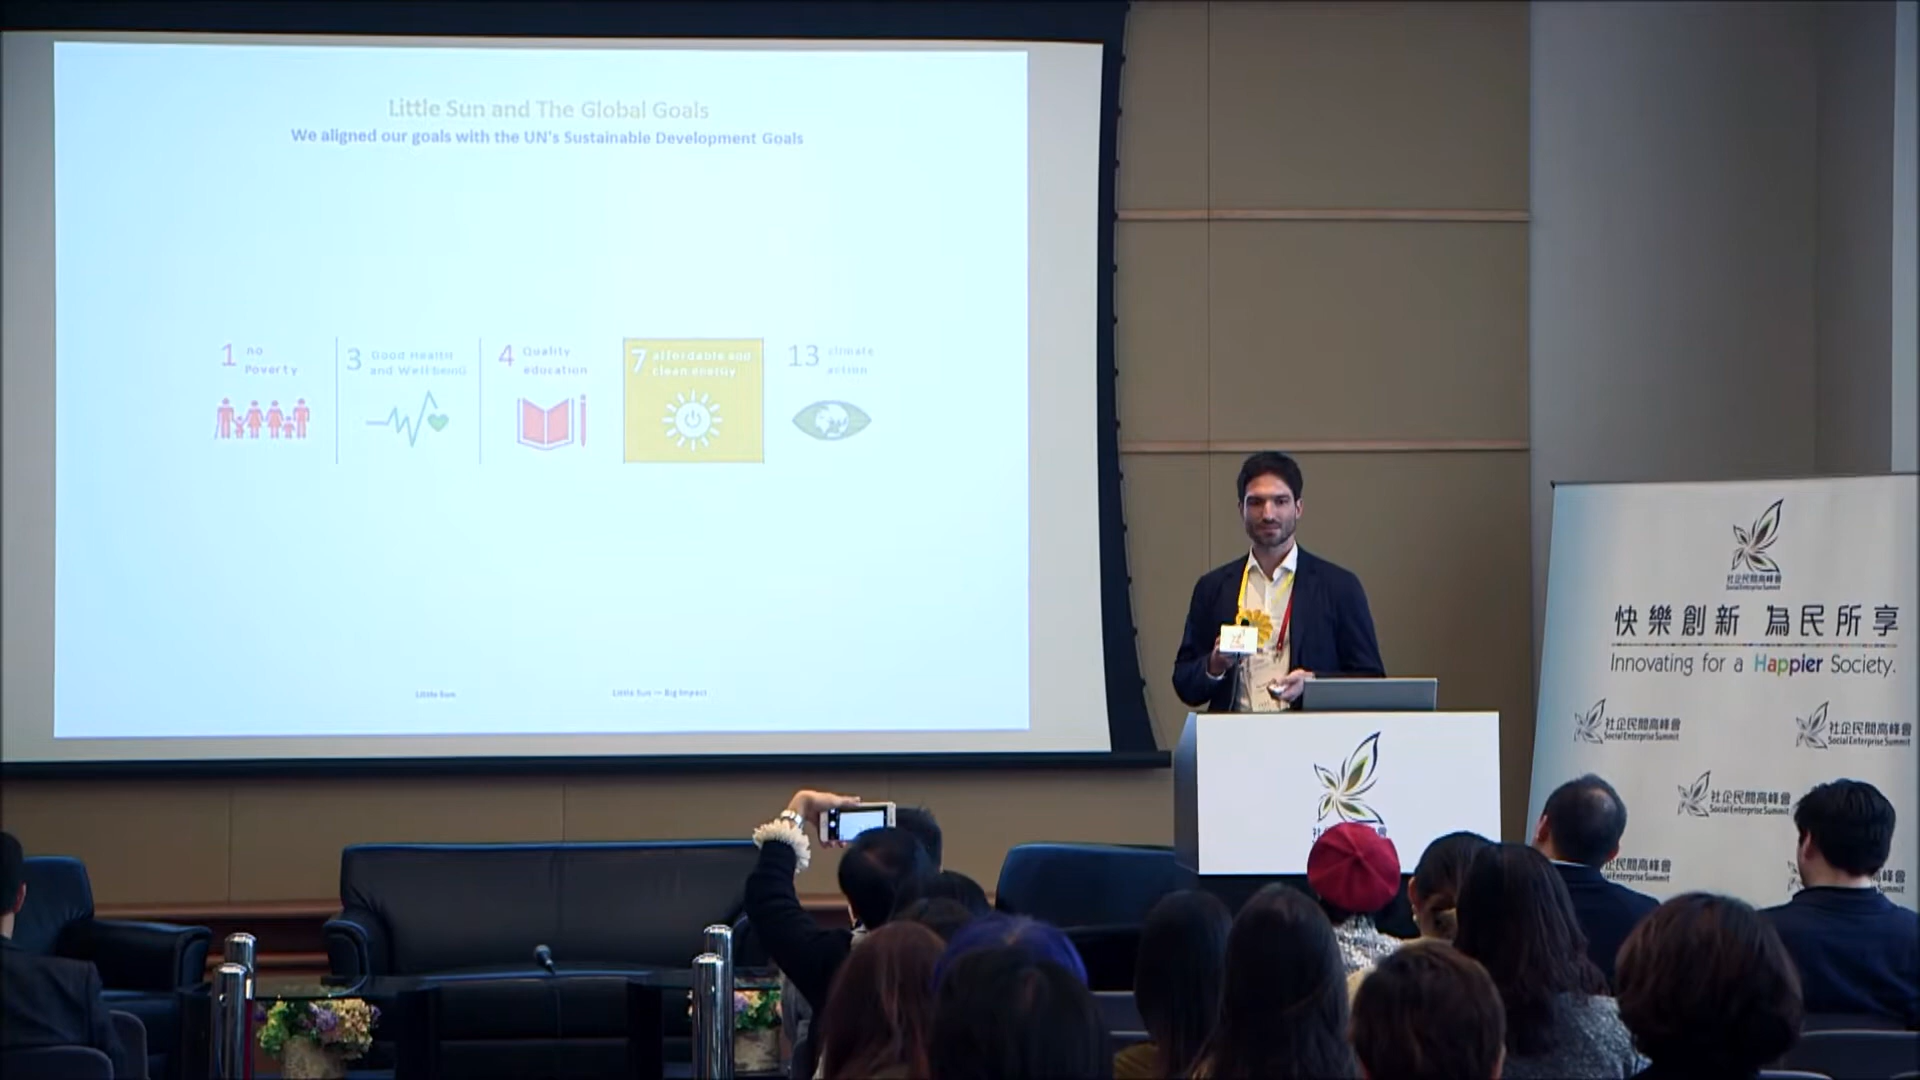 Little Sun and The Global Goals
We aligned our goals with the UN's Sustainable Development Goals
1 no
Poverty
3 Good Health
and Well-being
4 Quality
education
7 affordable and
clean energy
13 climate
action
Little Sun
Little Sun — Big Impact
社企民間高峰會
Social Enterprise Summit
快樂創新 為民所享
Innovating for a Happier Society.
社企民間高峰會
Social Enterprise Summit
社企民間高峰會
Social Enterprise Summit
社企民間高峰會
Social Enterprise Summit